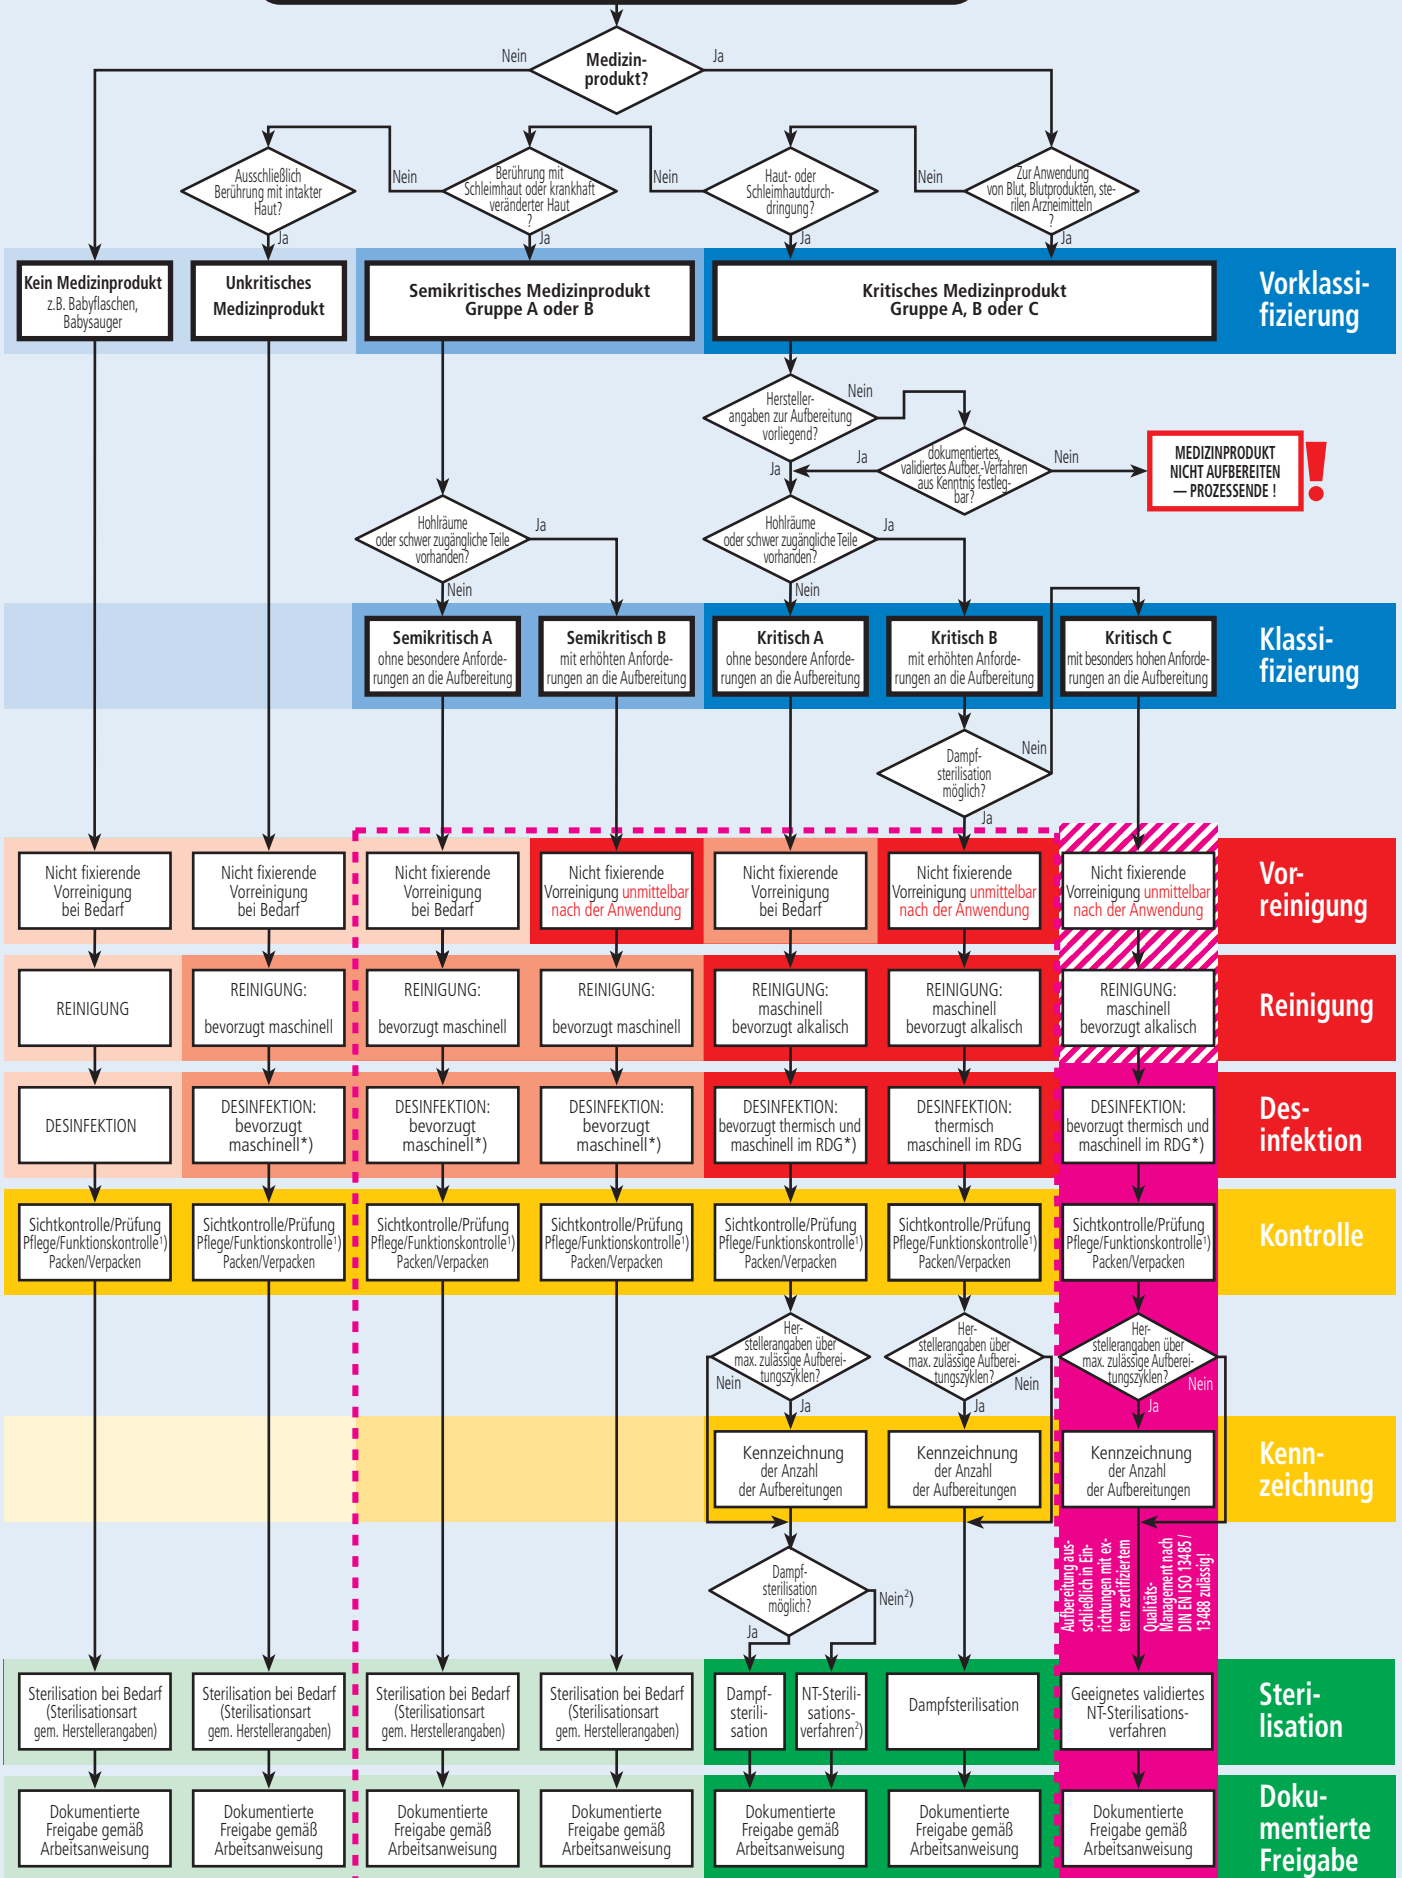 Medizin-
produkt?
Nein
Ja
Ausschließlich
Berührung mit intakter
Haut?
Nein
Ja
Berührung mit
Schleimhaut oder krankhaft
veränderter Haut
?
Nein
Ja
Haut- oder
Schleimhautdurch-
dringung?
Nein
Ja
Zur Anwendung
von Blut, Blutprodukten, ste-
rilen Arzneimitteln
?
Ja
Kein Medizinprodukt
z.B. Babyflaschen,
Babysauger
Unkritisches
Medizinprodukt
Semikritisches Medizinprodukt
Gruppe A oder B
Kritisches Medizinprodukt
Gruppe A, B oder C
Vorklassi-
fizierung
Hersteller-
angaben zur Aufbereitung
vorliegend?
Nein
Ja
dokumentiertes,
validiertes Aufber.-Verfahren
aus Kenntnis festleg-
bar?
Ja
Nein
MEDIZINPRODUKT
NICHT AUFBEREITEN
— PROZESSENDE !
!
Hohlräume
oder schwer zugängliche Teile
vorhanden?
Ja
Nein
Hohlräume
oder schwer zugängliche Teile
vorhanden?
Ja
Nein
Semikritisch A
ohne besondere Anforde-
rungen an die Aufbereitung
Semikritisch B
mit erhöhten Anforde-
rungen an die Aufbereitung
Kritisch A
ohne besondere Anforde-
rungen an die Aufbereitung
Kritisch B
mit erhöhten Anforde-
rungen an die Aufbereitung
Kritisch C
mit besonders hohen Anforde-
rungen an die Aufbereitung
Klassi-
fizierung
Dampf-
sterilisation
möglich?
Nein
Ja
Nicht fixierende
Vorreinigung
bei Bedarf
Nicht fixierende
Vorreinigung
bei Bedarf
Nicht fixierende
Vorreinigung
bei Bedarf
Nicht fixierende
Vorreinigung unmittelbar
nach der Anwendung
Nicht fixierende
Vorreinigung
bei Bedarf
Nicht fixierende
Vorreinigung unmittelbar
nach der Anwendung
Nicht fixierende
Vorreinigung unmittelbar
nach der Anwendung
Vor-
reinigung
REINIGUNG
REINIGUNG:
bevorzugt maschinell
REINIGUNG:
bevorzugt maschinell
REINIGUNG:
bevorzugt maschinell
REINIGUNG:
maschinell
bevorzugt alkalisch
REINIGUNG:
maschinell
bevorzugt alkalisch
REINIGUNG:
maschinell
bevorzugt alkalisch
Reinigung
DESINFEKTION
DESINFEKTION:
bevorzugt
maschinell*)
DESINFEKTION:
bevorzugt
maschinell*)
DESINFEKTION:
bevorzugt
maschinell*)
DESINFEKTION:
bevorzugt thermisch und
maschinell im RDG*)
DESINFEKTION:
thermisch
maschinell im RDG
DESINFEKTION:
bevorzugt thermisch und
maschinell im RDG*)
Des-
infektion
Sichtkontrolle/Prüfung
Pflege/Funktionskontrolle¹)
Packen/Verpacken
Sichtkontrolle/Prüfung
Pflege/Funktionskontrolle¹)
Packen/Verpacken
Sichtkontrolle/Prüfung
Pflege/Funktionskontrolle¹)
Packen/Verpacken
Sichtkontrolle/Prüfung
Pflege/Funktionskontrolle¹)
Packen/Verpacken
Sichtkontrolle/Prüfung
Pflege/Funktionskontrolle¹)
Packen/Verpacken
Sichtkontrolle/Prüfung
Pflege/Funktionskontrolle¹)
Packen/Verpacken
Sichtkontrolle/Prüfung
Pflege/Funktionskontrolle¹)
Packen/Verpacken
Kontrolle
Her-
stellerangaben über
max. zulässige Aufberei-
tungszyklen?
Nein
Ja
Her-
stellerangaben über
max. zulässige Aufberei-
tungszyklen?
Nein
Ja
Her-
stellerangaben über
max. zulässige Aufberei-
tungszyklen?
Nein
Ja
Kennzeichnung
der Anzahl
der Aufbereitungen
Kennzeichnung
der Anzahl
der Aufbereitungen
Kennzeichnung
der Anzahl
der Aufbereitungen
Kenn-
zeichnung
Dampf-
sterilisation
möglich?
Ja
Nein²)
Aufbereitung aus-
schließlich in Ein-
richtungen mit ex-
tern zertifiziertem
Qualitäts-
Management nach
DIN EN ISO 13485 /
13488 zulässig!
Sterilisation bei Bedarf
(Sterilisationsart
gem. Herstellerangaben)
Sterilisation bei Bedarf
(Sterilisationsart
gem. Herstellerangaben)
Sterilisation bei Bedarf
(Sterilisationsart
gem. Herstellerangaben)
Sterilisation bei Bedarf
(Sterilisationsart
gem. Herstellerangaben)
Dampf-
sterili-
sation
NT-Sterili-
sations-
verfahren²)
Dampfsterilisation
Geeignetes validiertes
NT-Sterilisations-
verfahren
Steri-
lisation
Dokumentierte
Freigabe gemäß
Arbeitsanweisung
Dokumentierte
Freigabe gemäß
Arbeitsanweisung
Dokumentierte
Freigabe gemäß
Arbeitsanweisung
Dokumentierte
Freigabe gemäß
Arbeitsanweisung
Dokumentierte
Freigabe gemäß
Arbeitsanweisung
Dokumentierte
Freigabe gemäß
Arbeitsanweisung
Dokumentierte
Freigabe gemäß
Arbeitsanweisung
Doku-
mentierte
Freigabe